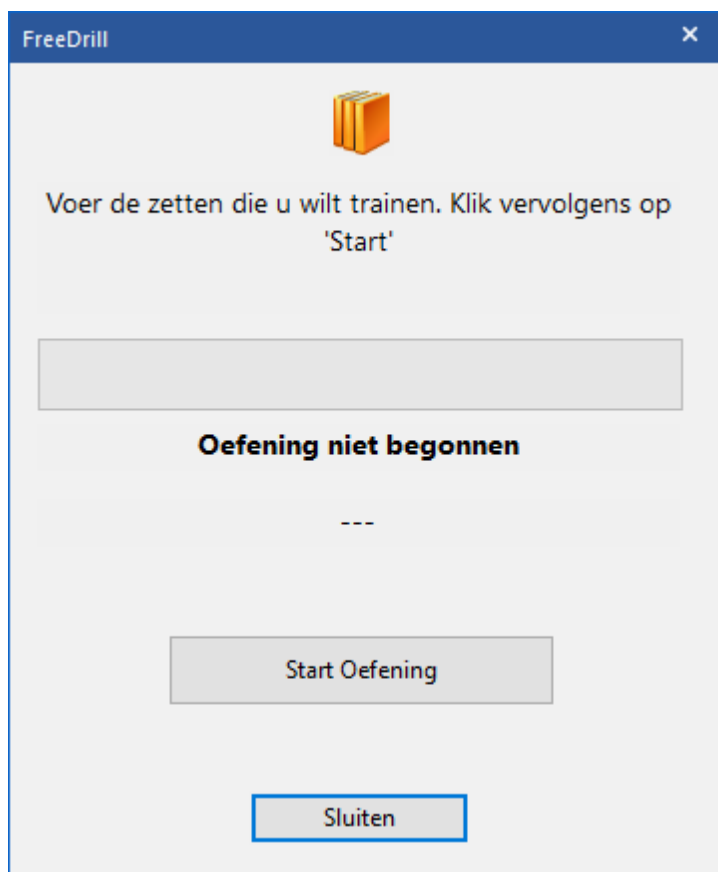 FreeDrill
Voer de zetten die u wilt trainen. Klik vervolgens op
'Start'
Oefening niet begonnen
---
Start Oefening
Sluiten